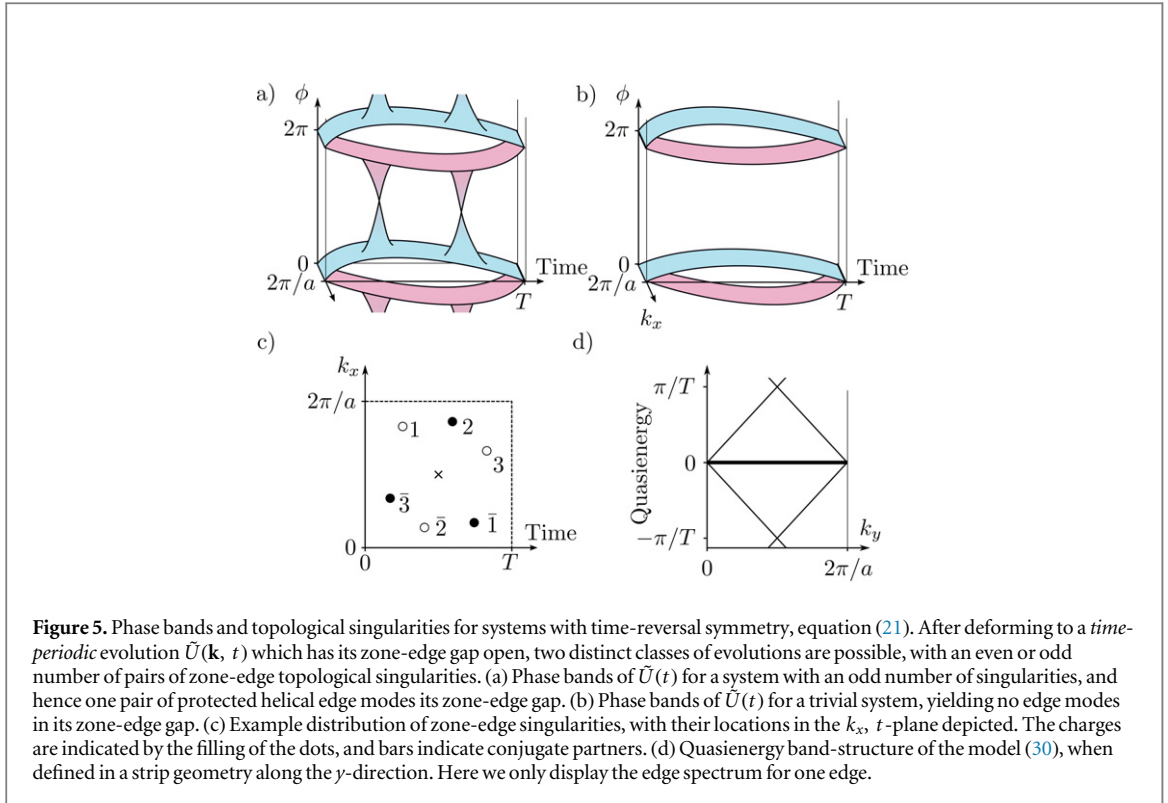 a) ϕ
2π
0
2π/a
Time
T
b) ϕ
2π
0
2π/a
Time
T
k_x
c)
k_x
2π/a
1
2
3
3̄
2̄
1̄
Time
0
0
T
d)
Quasienergy
π/T
0
−π/T
k_y
0
2π/a
Figure 5. Phase bands and topological singularities for systems with time-reversal symmetry, equation (21). After deforming to a time-
periodic evolution Ũ(k, t) which has its zone-edge gap open, two distinct classes of evolutions are possible, with an even or odd
number of pairs of zone-edge topological singularities. (a) Phase bands of Ũ(t) for a system with an odd number of singularities, and
hence one pair of protected helical edge modes its zone-edge gap. (b) Phase bands of Ũ(t) for a trivial system, yielding no edge modes
in its zone-edge gap. (c) Example distribution of zone-edge singularities, with their locations in the k_x, t-plane depicted. The charges
are indicated by the filling of the dots, and bars indicate conjugate partners. (d) Quasienergy band-structure of the model (30), when
defined in a strip geometry along the y-direction. Here we only display the edge spectrum for one edge.